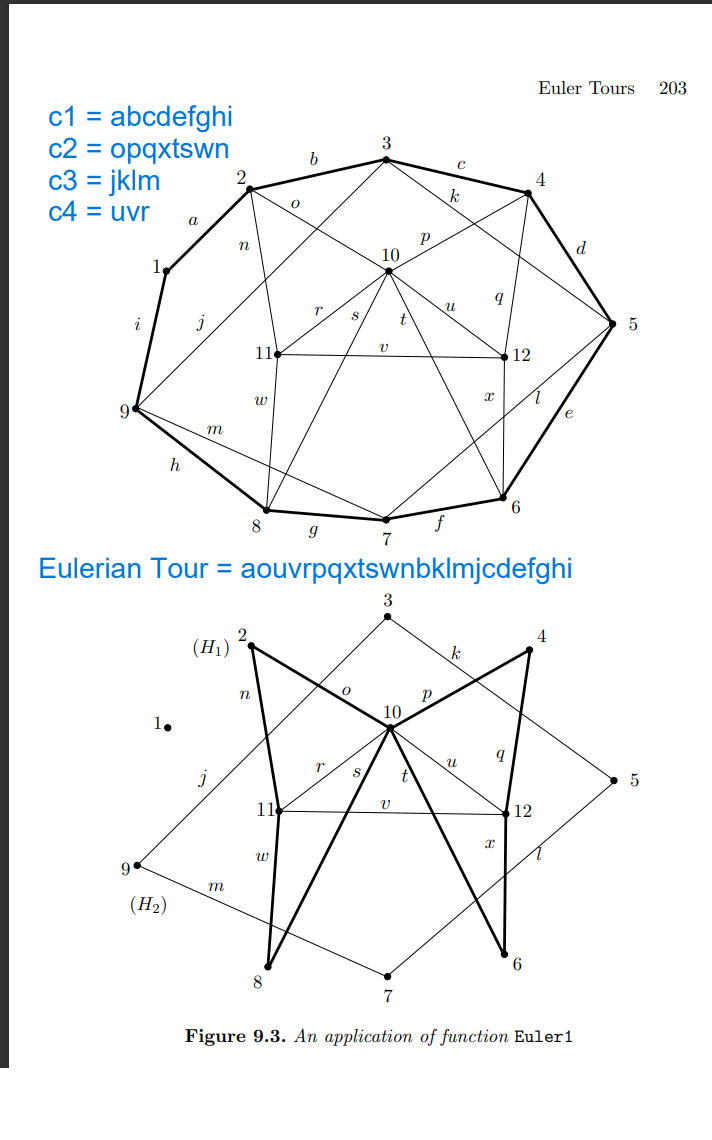 Euler Tours 203
c1 = abcdefghi
c2 = opqxtswn
c3 = jklm
c4 = uvr
3
b
c
2
4
o
k
a
n
p
d
10
1
r
s
t
u
q
i
j
5
11
v
12
w
x
l
e
9
m
h
6
8
g
7
f
Eulerian Tour = aouvrpqxtswnbklmjcdefghi
3
(H1)
2
4
k
n
o
p
10
1
r
s
t
u
q
j
5
11
v
12
w
x
l
9
m
(H2)
6
8
7
Figure 9.3. An application of function Euler1